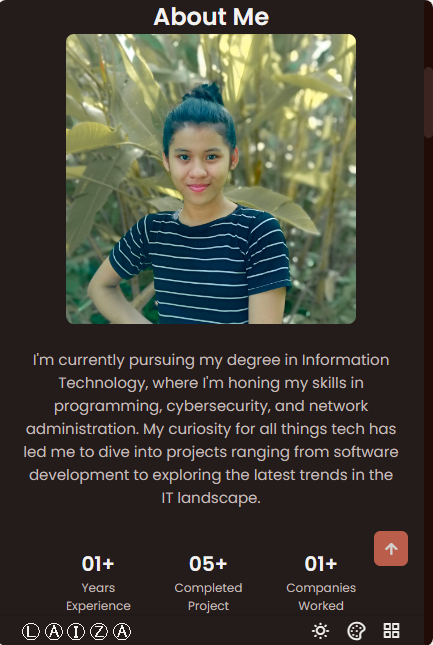 About Me
I'm currently pursuing my degree in Information
Technology, where I'm honing my skills in
programming, cybersecurity, and network
administration. My curiosity for all things tech has
led me to dive into projects ranging from software
development to exploring the latest trends in the
IT landscape.
01+ 05+ 01+
Years Completed Companies
Experience Project Worked
Ⓛ Ⓐ Ⓘ Ⓩ Ⓐ